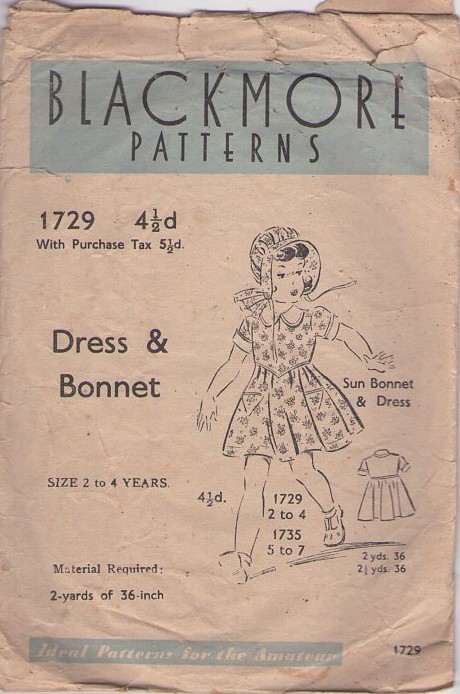 BLACKMORE
PATTERNS
1729 4½d
With Purchase Tax 5½d.
Dress &
Bonnet
Sun Bonnet
& Dress
SIZE 2 to 4 YEARS.
4½d.
1729
2 to 4
1735
5 to 7
2 yds. 36
2½ yds. 36
Material Required:
2-yards of 36-inch
Ideal Patterns for the Amateur
1729